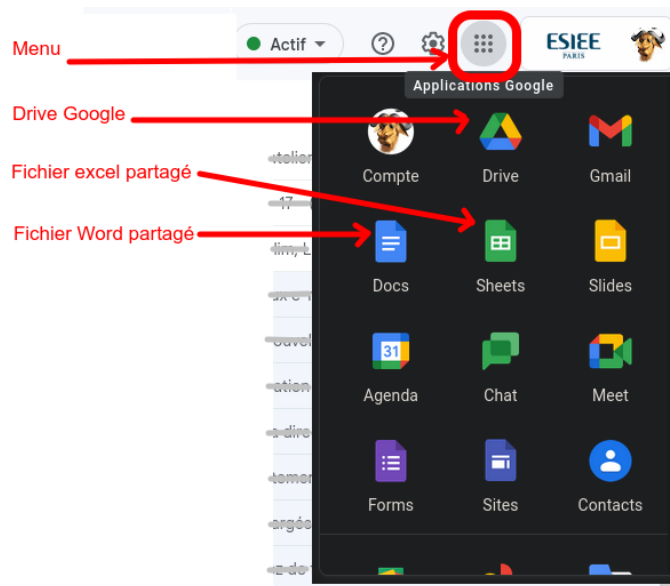 Menu
Actif
ESIEE
PARIS
Applications Google
Drive Google
Compte
Drive
Gmail
Fichier excel partagé
17
Fichier Word partagé
Docs
Sheets
Slides
31
Agenda
Chat
Meet
Forms
Sites
Contacts